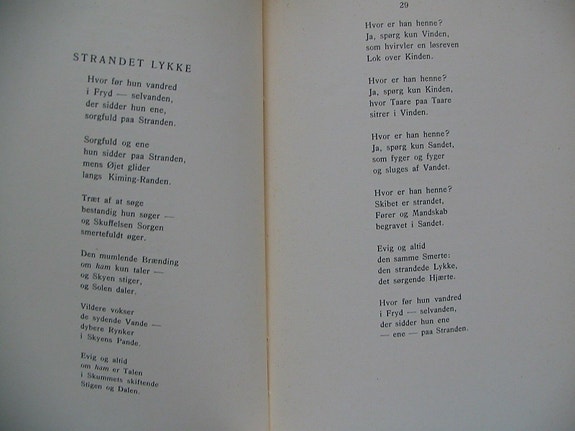 STRANDET LYKKE
Hvor før hun vandred
i Fryd — selvanden,
der sidder hun ene,
sorgfuld paa Stranden.
Sorgfuld og ene
hun sidder paa Stranden,
mens Øjet glider
langs Kiming-Randen.
Træt af at søge
bestandig hun søger —
og Skuffelsen Sorgen
smertefuldt øger.
Den mumlende Brænding
om ham kun taler —
og Skyen stiger,
og Solen daler.
Vildere vokser
de sydende Vande —
dybere Rynker
i Skyens Pande.
Evig og altid
om ham er Talen
i Skummets skiftende
Stigen og Dalen.
29
Hvor er han henne?
Ja, spørg kun Vinden,
som hvirvler en løsreven
Lok over Kinden.
Hvor er han henne?
Ja, spørg kun Kinden,
hvor Taare paa Taare
sitrer i Vinden.
Hvor er han henne?
Ja, spørg kun Sandet,
som fyger og fyger
og sluges af Vandet.
Hvor er han henne?
Skibet er strandet,
Fører og Mandskab
begravet i Sandet.
Evig og altid
den samme Smerte:
den strandede Lykke,
det sørgende Hjærte.
Hvor før hun vandred
i Fryd — selvanden,
der sidder hun ene
— ene — paa Stranden.